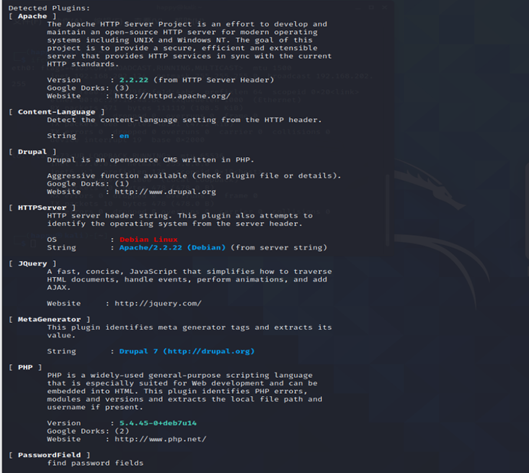 Detected Plugins:
[ Apache ]
The Apache HTTP Server Project is an effort to develop and
maintain an open-source HTTP server for modern operating
systems including UNIX and Windows NT. The goal of this
project is to provide a secure, efficient and extensible
server that provides HTTP services in sync with the current
HTTP standards.
Version : 2.2.22 (from HTTP Server Header)
Google Dorks: (3)
Website : http://httpd.apache.org/
[ Content-Language ]
Detect the content-language setting from the HTTP header.
String : en
[ Drupal ]
Drupal is an opensource CMS written in PHP.
Aggressive function available (check plugin file or details).
Google Dorks: (1)
Website : http://www.drupal.org
[ HTTPServer ]
HTTP server header string. This plugin also attempts to
identify the operating system from the server header.
OS : Debian Linux
String : Apache/2.2.22 (Debian) (from server string)
[ JQuery ]
A fast, concise, JavaScript that simplifies how to traverse
HTML documents, handle events, perform animations, and add
AJAX.
Website : http://jquery.com/
[ MetaGenerator ]
This plugin identifies meta generator tags and extracts its
value.
String : Drupal 7 (http://drupal.org)
[ PHP ]
PHP is a widely-used general-purpose scripting language
that is especially suited for Web development and can be
embedded into HTML. This plugin identifies PHP errors,
modules and versions and extracts the local file path and
username if present.
Version : 5.4.45-0+deb7u14
Google Dorks: (2)
Website : http://www.php.net/
[ PasswordField ]
find password fields